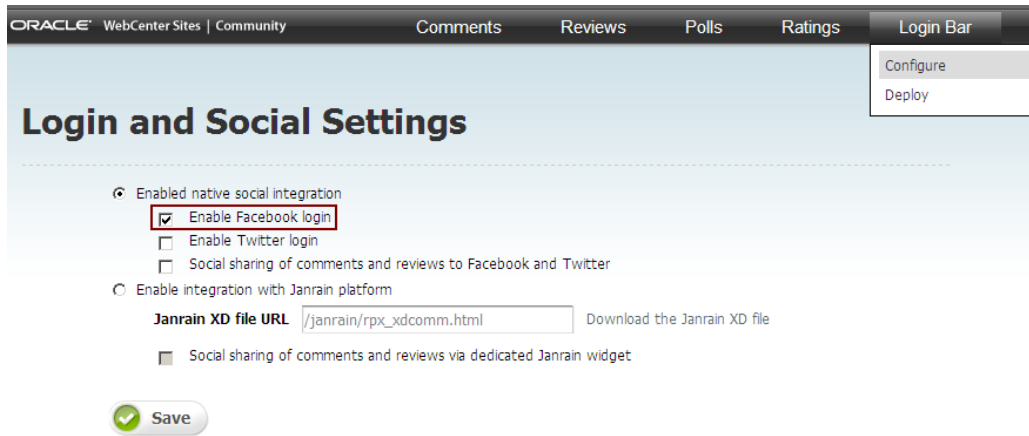 ORACLE® WebCenter Sites | Community Comments Reviews Polls Ratings Login Bar
Configure
Deploy
Login and Social Settings
Enabled native social integration
Enable Facebook login
Enable Twitter login
Social sharing of comments and reviews to Facebook and Twitter
Enable integration with Janrain platform
Janrain XD file URL /janrain/rpx_xdcomm.html Download the Janrain XD file
Social sharing of comments and reviews via dedicated Janrain widget
Save